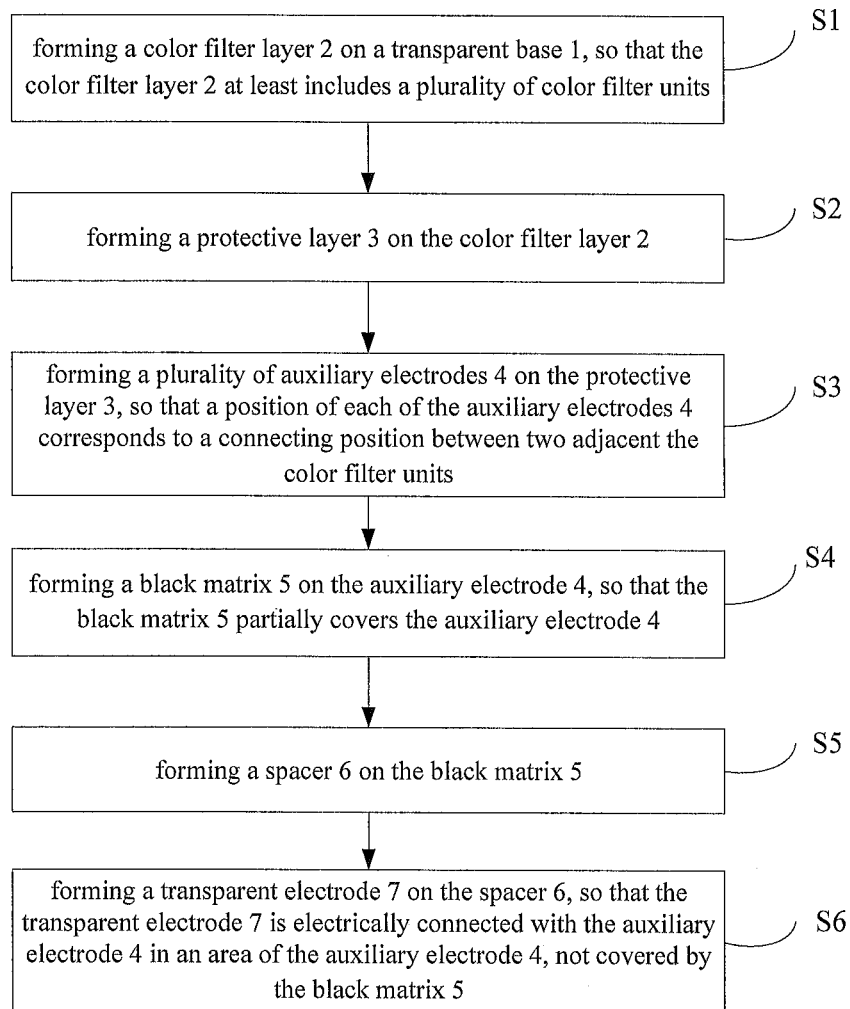 forming a color filter layer 2 on a transparent base 1, so that the
color filter layer 2 at least includes a plurality of color filter units
S1
forming a protective layer 3 on the color filter layer 2
S2
forming a plurality of auxiliary electrodes 4 on the protective
layer 3, so that a position of each of the auxiliary electrodes 4
corresponds to a connecting position between two adjacent the
color filter units
S3
forming a black matrix 5 on the auxiliary electrode 4, so that the
black matrix 5 partially covers the auxiliary electrode 4
S4
forming a spacer 6 on the black matrix 5
S5
forming a transparent electrode 7 on the spacer 6, so that the
transparent electrode 7 is electrically connected with the auxiliary
electrode 4 in an area of the auxiliary electrode 4, not covered by
the black matrix 5
S6